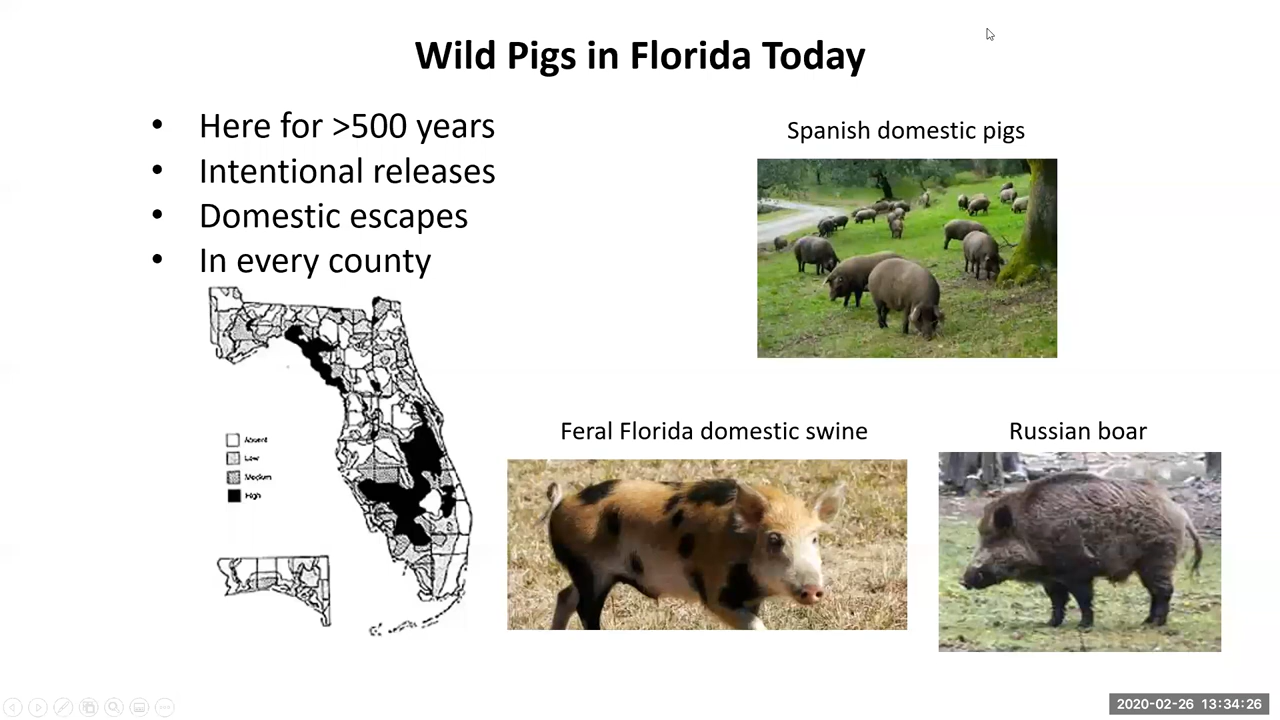 Wild Pigs in Florida Today
• Here for >500 years
• Intentional releases
• Domestic escapes
• In every county
Spanish domestic pigs
Absent
Low
Medium
High
Feral Florida domestic swine
Russian boar
2020-02-26 13:34:26